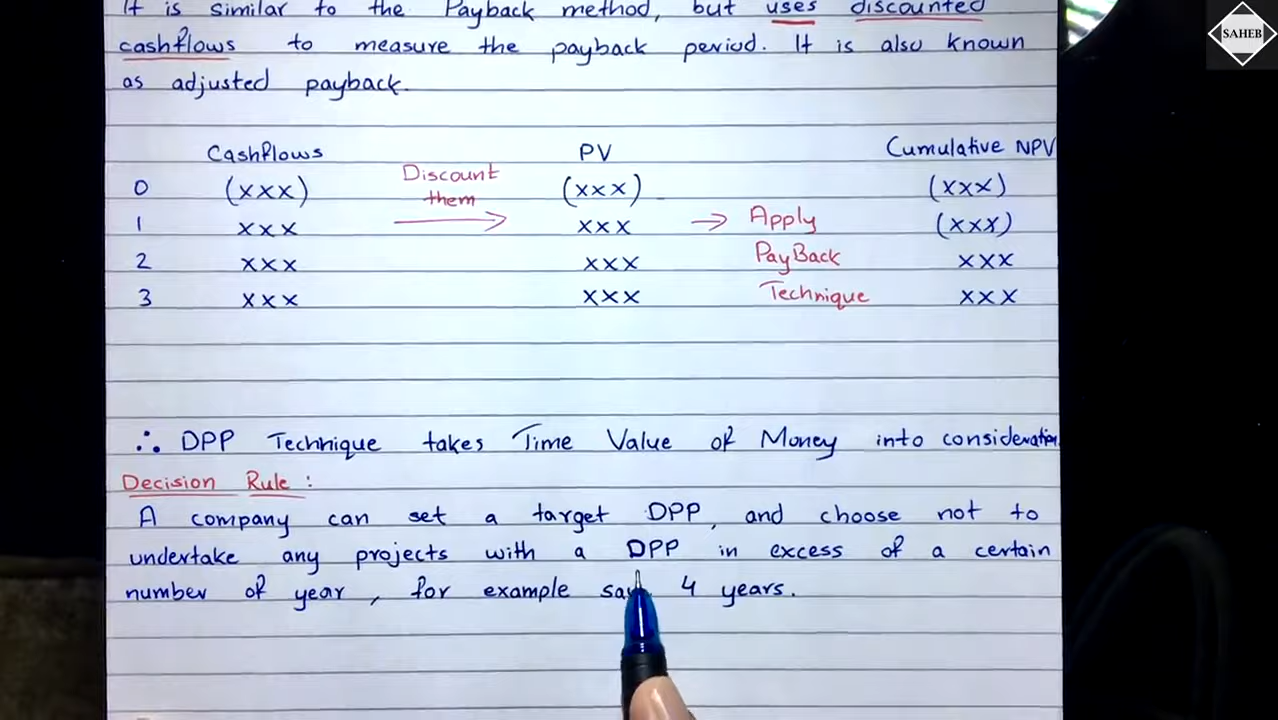 It is similar to the Payback method, but uses discounted
cashflows to measure the payback period. It is also known
as adjusted payback.
Cashflows PV Cumulative NPV
Discount
them
0 (xxx) (xxx) (xxx)
1 xxx xxx → Apply (xxx)
2 xxx xxx PayBack xxx
3 xxx xxx Technique xxx
∴ DPP Technique takes Time Value of Money into consideration
Decision Rule :
A company can set a target DPP, and choose not to
undertake any projects with a DPP in excess of a certain
number of year, for example say 4 years.
SAHEB